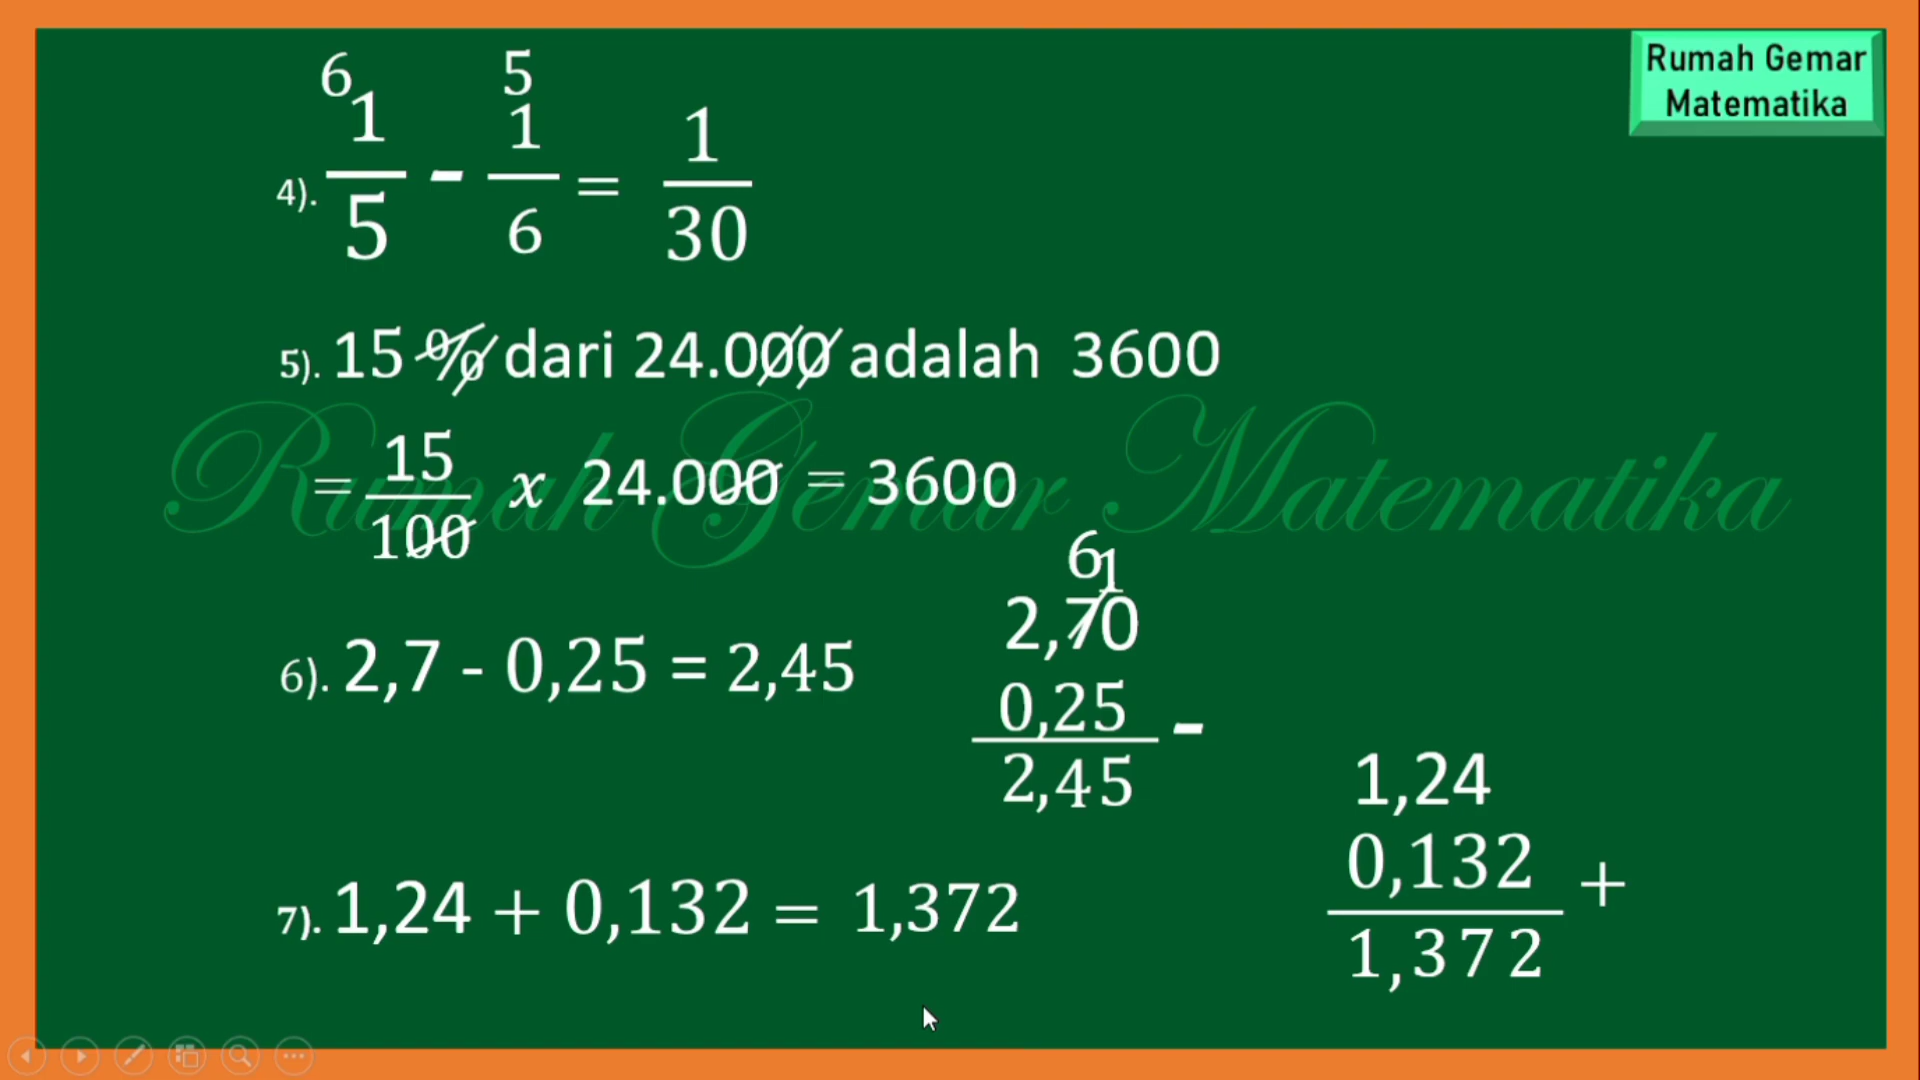 Rumah Gemar
Matematika
6 5
1 1 1
4). — - — = —
5 6 30
5). 15 % dari 24.000 adalah 3600
= 15/100 x 24.000 = 3600
Rumah Gemar Matematika
6 1
2,70
6). 2,7 - 0,25 = 2,45
0,25 -
2,45
1,24
0,132 +
7). 1,24 + 0,132 = 1,372
1,372